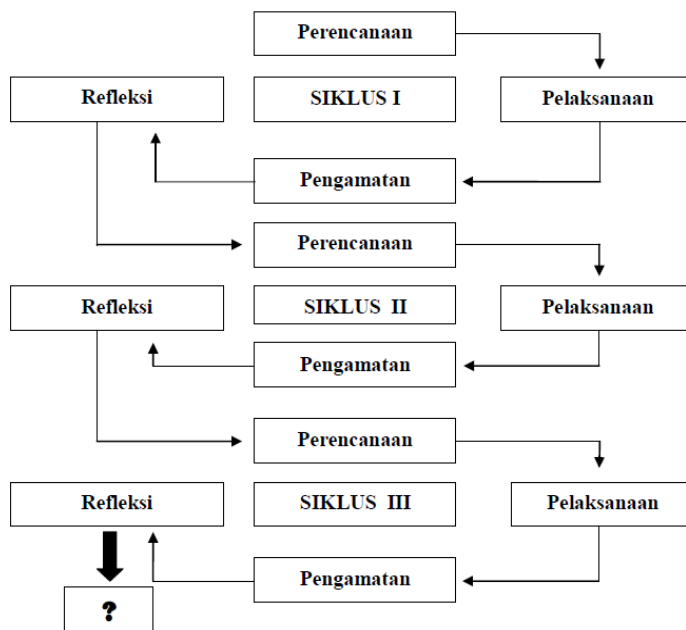 Perencanaan
Refleksi
SIKLUS I
Pelaksanaan
Pengamatan
Perencanaan
Refleksi
SIKLUS II
Pelaksanaan
Pengamatan
Perencanaan
Refleksi
SIKLUS III
Pelaksanaan
Pengamatan
?